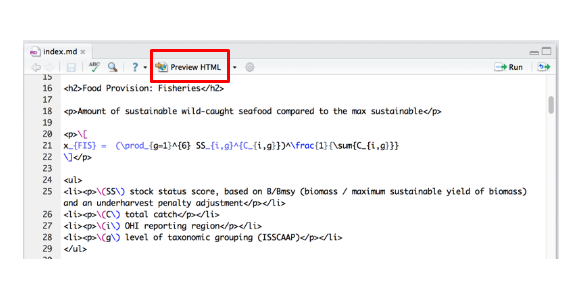 index.md
ABC ? Preview HTML Run
15
16 <h2>Food Provision: Fisheries</h2>
17
18 <p>Amount of sustainable wild-caught seafood compared to the max sustainable</p>
19
20 <p>\[
21 x_{FIS} = (\prod_{g=1}^{6} SS_{i,g}^{C_{i,g}})^\frac{1}{\sum{C_{i,g}}}
22 \]</p>
23
24 <ul>
25 <li><p>\(SS\) stock status score, based on B/Bmsy (biomass / maximum sustainable yield of biomass)
and an underharvest penalty adjustment</p></li>
26 <li><p>\(C\) total catch</p></li>
27 <li><p>\(i\) OHI reporting region</p></li>
28 <li><p>\(g\) level of taxonomic grouping (ISSCAAP)</p></li>
29 </ul>
30